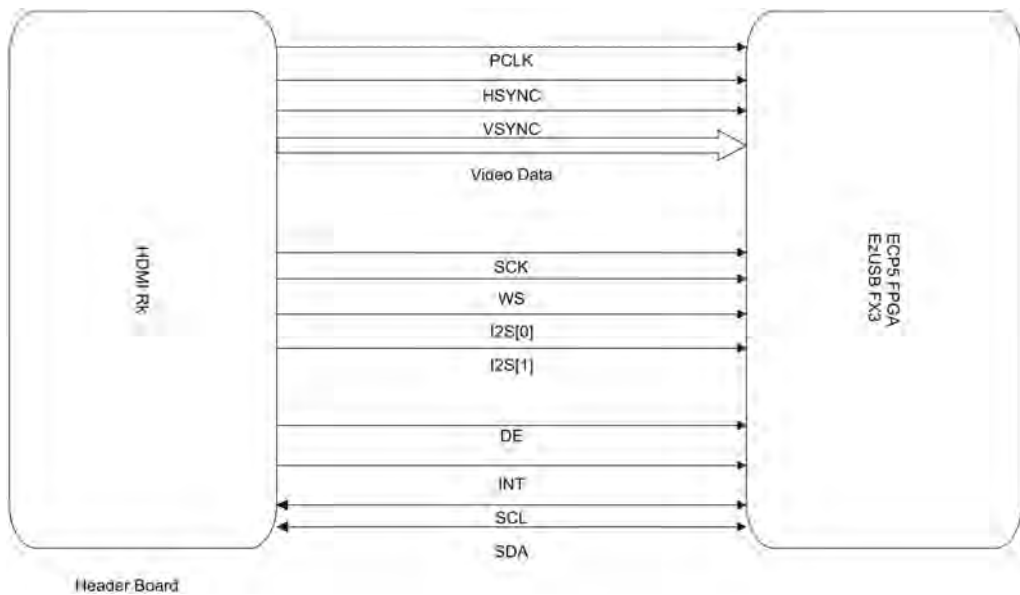 PCLK
HSYNC
VSYNC
Video Data
HDMI Rx
SCK
WS
I2S[0]
I2S[1]
ECP5 FPGA
EzUSB FX3
DE
INT
SCL
SDA
Header Board